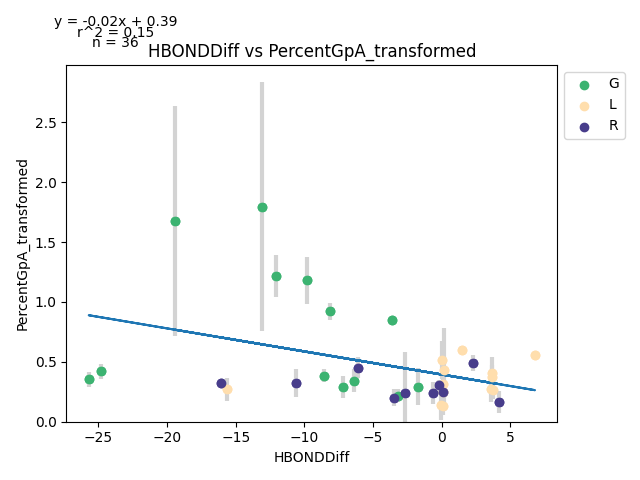 y = -0.02x + 0.39
r^2 = 0.15
n = 36
HBONDDiff vs PercentGpA_transformed
G
L
R
PercentGpA_transformed
2.5
2.0
1.5
1.0
0.5
0.0
−25
−20
−15
−10
−5
0
5
HBONDDiff